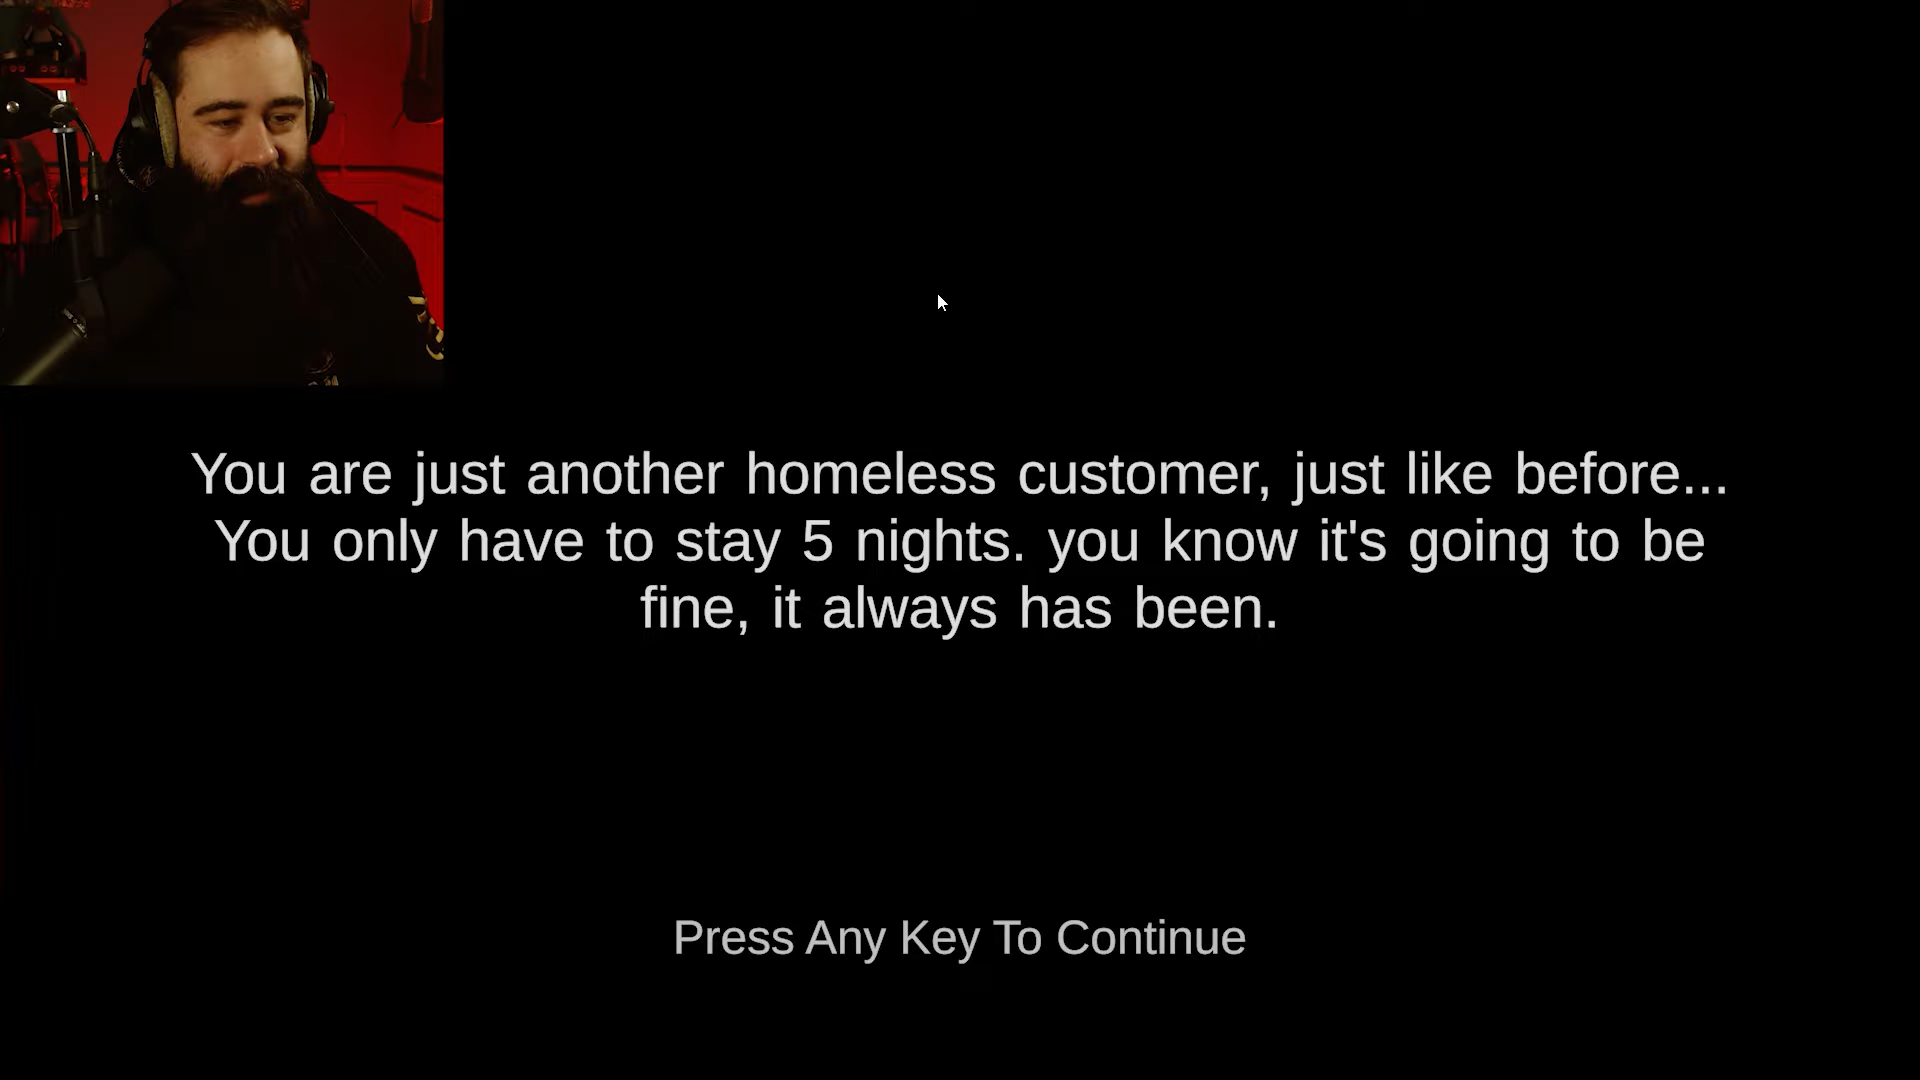 You are just another homeless customer, just like before...
You only have to stay 5 nights. you know it's going to be
fine, it always has been.
Press Any Key To Continue